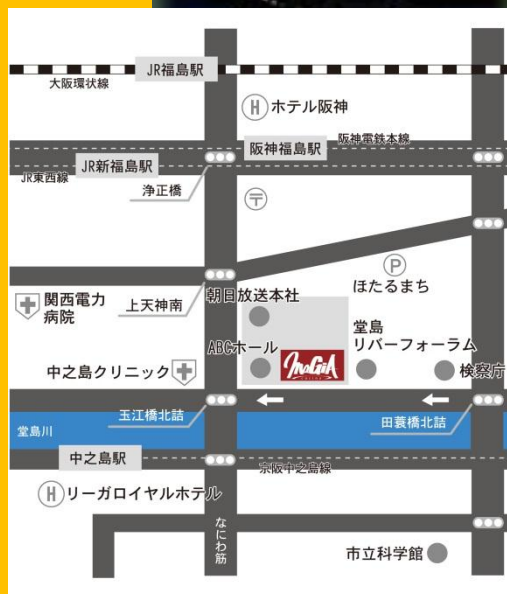 JR福島駅
大阪環状線
H ホテル阪神
阪神福島駅
阪神電鉄本線
JR新福島駅
JR東西線
浄正橋
〒
P
ほたるまち
関西電力
病院
上天神南
朝日放送本社
堂島
リバーフォーラム
ABCホール
中之島クリニック
検察庁
玉江橋北詰
田蓑橋北詰
堂島川
中之島駅
京阪中之島線
H リーガロイヤルホテル
なにわ筋
市立科学館